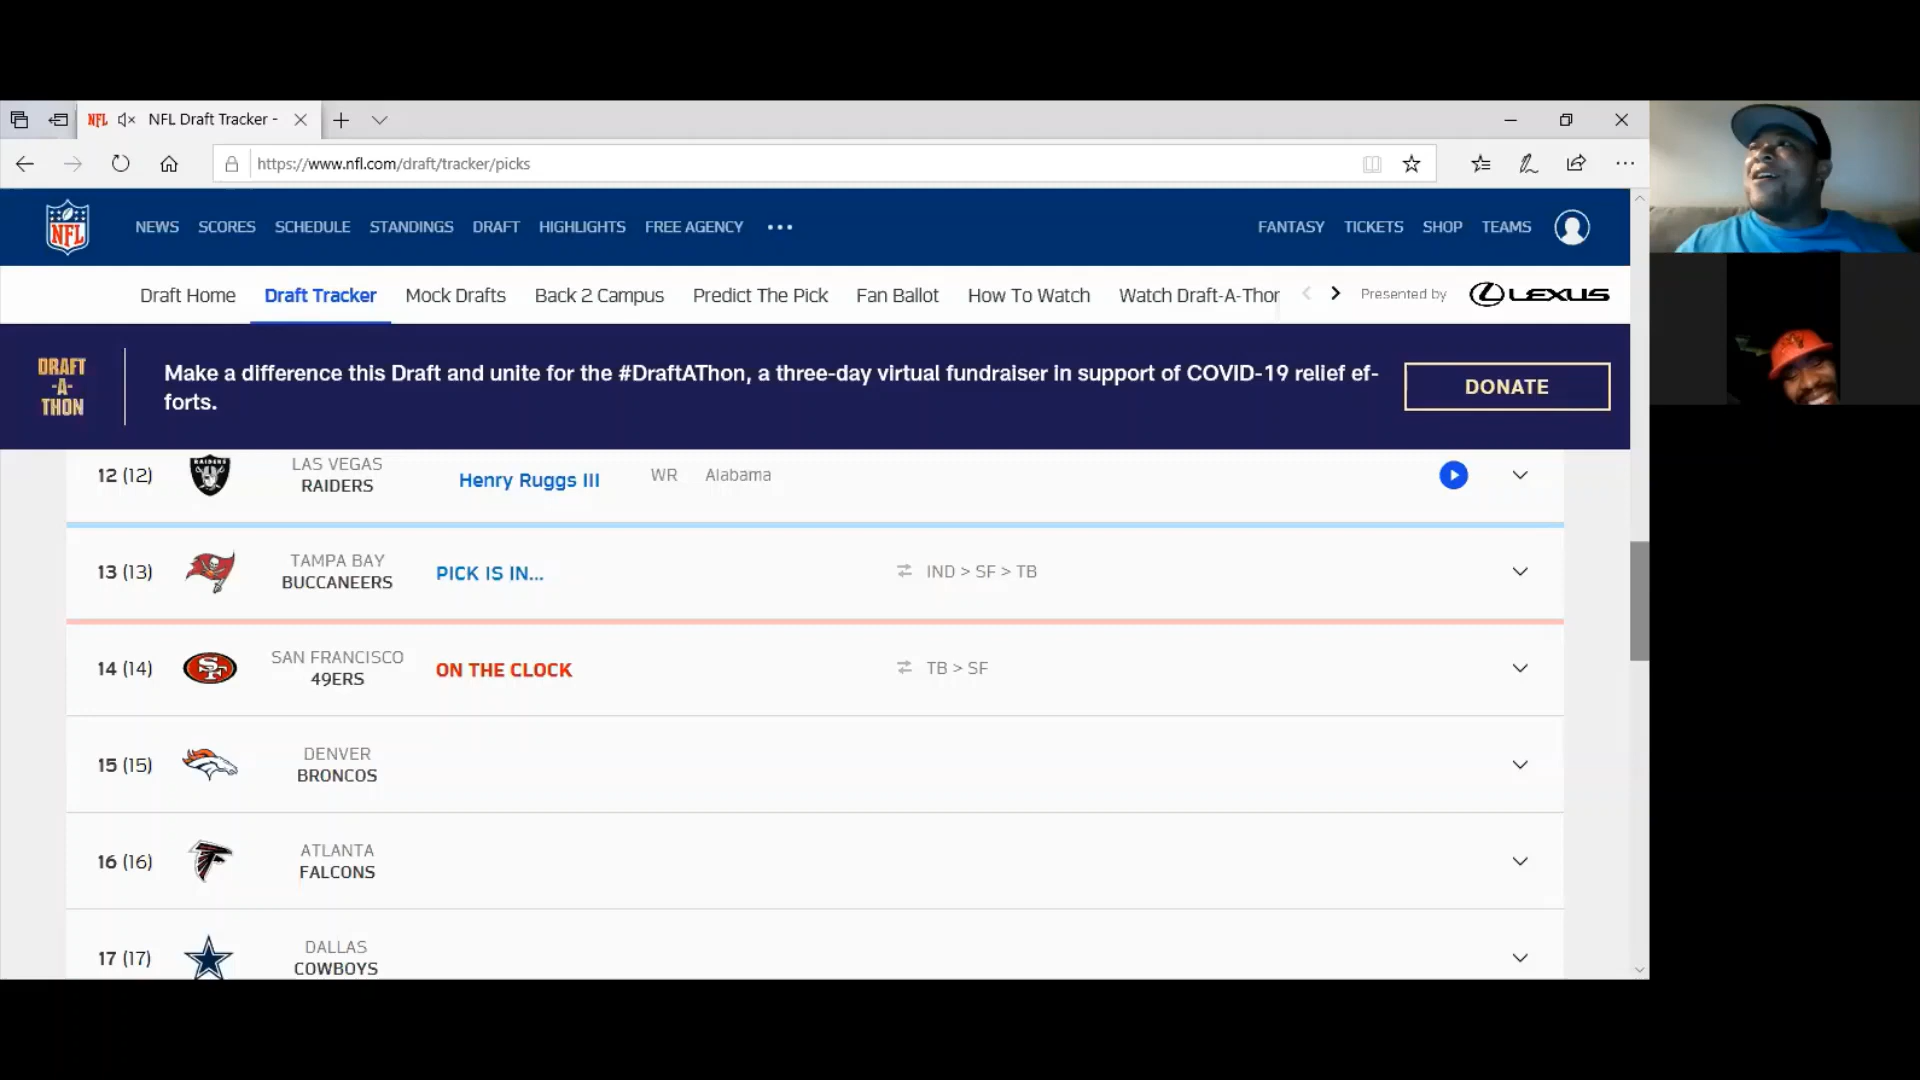 NFL NFL Draft Tracker -
https://www.nfl.com/draft/tracker/picks
NFL NEWS SCORES SCHEDULE STANDINGS DRAFT HIGHLIGHTS FREE AGENCY FANTASY TICKETS SHOP TEAMS
Draft Home Draft Tracker Mock Drafts Back 2 Campus Predict The Pick Fan Ballot How To Watch Watch Draft-A-Thor Presented by LEXUS
DRAFT
-A-
THON
Make a difference this Draft and unite for the #DraftAThon, a three-day virtual fundraiser in support of COVID-19 relief ef-
forts.
DONATE
12 (12) RAIDERS LAS VEGAS
RAIDERS Henry Ruggs III WR Alabama
13 (13) TAMPA BAY
BUCCANEERS PICK IS IN... IND > SF > TB
14 (14) SF SAN FRANCISCO
49ERS ON THE CLOCK TB > SF
15 (15) DENVER
BRONCOS
16 (16) ATLANTA
FALCONS
17 (17) DALLAS
COWBOYS